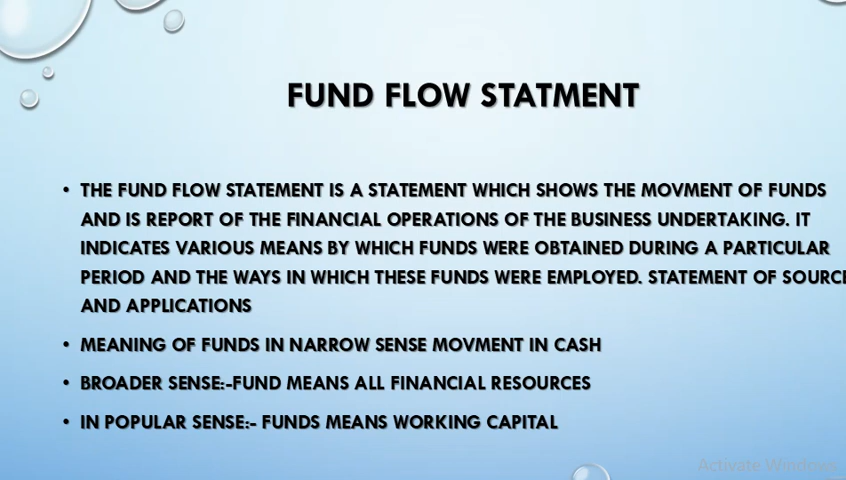 FUND FLOW STATMENT
• THE FUND FLOW STATEMENT IS A STATEMENT WHICH SHOWS THE MOVMENT OF FUNDS
AND IS REPORT OF THE FINANCIAL OPERATIONS OF THE BUSINESS UNDERTAKING. IT
INDICATES VARIOUS MEANS BY WHICH FUNDS WERE OBTAINED DURING A PARTICULAR
PERIOD AND THE WAYS IN WHICH THESE FUNDS WERE EMPLOYED. STATEMENT OF SOURCE
AND APPLICATIONS
• MEANING OF FUNDS IN NARROW SENSE MOVMENT IN CASH
• BROADER SENSE:-FUND MEANS ALL FINANCIAL RESOURCES
• IN POPULAR SENSE:- FUNDS MEANS WORKING CAPITAL
Activate Windows